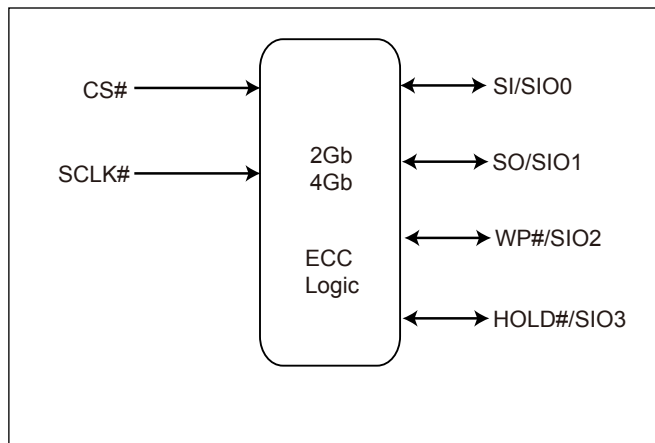 CS#
SCLK#
2Gb
4Gb
ECC
Logic
SI/SIO0
SO/SIO1
WP#/SIO2
HOLD#/SIO3